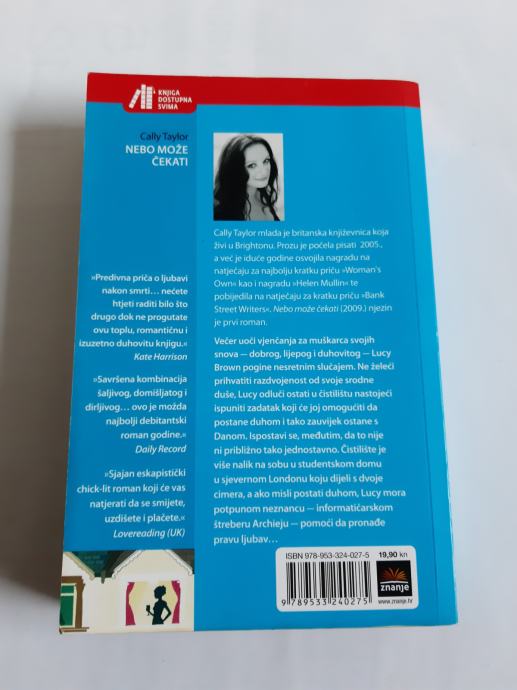 KNJIGA
DOSTUPNA
SVIMA
Cally Taylor
NEBO MOŽE
ČEKATI
»Predivna priča o ljubavi
nakon smrti... nećete
htjeti raditi bilo što
drugo dok ne progutate
ovu toplu, romantičnu i
izuzetno duhovitu knjigu.«
Kate Harrison
»Savršena kombinacija
šaljivog, domišljatog i
dirljivog... ovo je možda
najbolji debitantski
roman godine.«
Daily Record
»Sjajan eskapistički
chick-lit roman koji će vas
natjerati da se smijete,
uzdišete i plačete.«
Lovereading (UK)
Cally Taylor mlada je britanska književnica koja
živi u Brightonu. Prozu je počela pisati 2005.,
a već je iduće godine osvojila nagradu na
natječaju za najbolju kratku priču »Woman's
Own« kao i nagradu »Helen Mullin« te
pobijedila na natječaju za kratku priču »Bank
Street Writers«. Nebo može čekati (2009.) njezin
je prvi roman.
Večer uoči vjenčanja za muškarca svojih
snova — dobrog, lijepog i duhovitog — Lucy
Brown pogine nesretnim slučajem. Ne želeći
prihvatiti razdvojenost od svoje srodne
duše, Lucy odluči ostati u čistilištu nastojeći
ispuniti zadatak koji će joj omogućiti da
postane duhom i tako zauvijek ostane s
Danom. Ispostavi se, međutim, da to nije
ni približno tako jednostavno. Čistilište je
više nalik na sobu u studentskom domu
u sjevernom Londonu koju dijeli s dvoje
cimera, a ako misli postati duhom, Lucy mora
potpunom neznancu — informatičarskom
štreberu Archieju — pomoći da pronađe
pravu ljubav...
ISBN 978-953-324-027-5
19,90 kn
9 789533 240275
znanje
www.znanje.hr